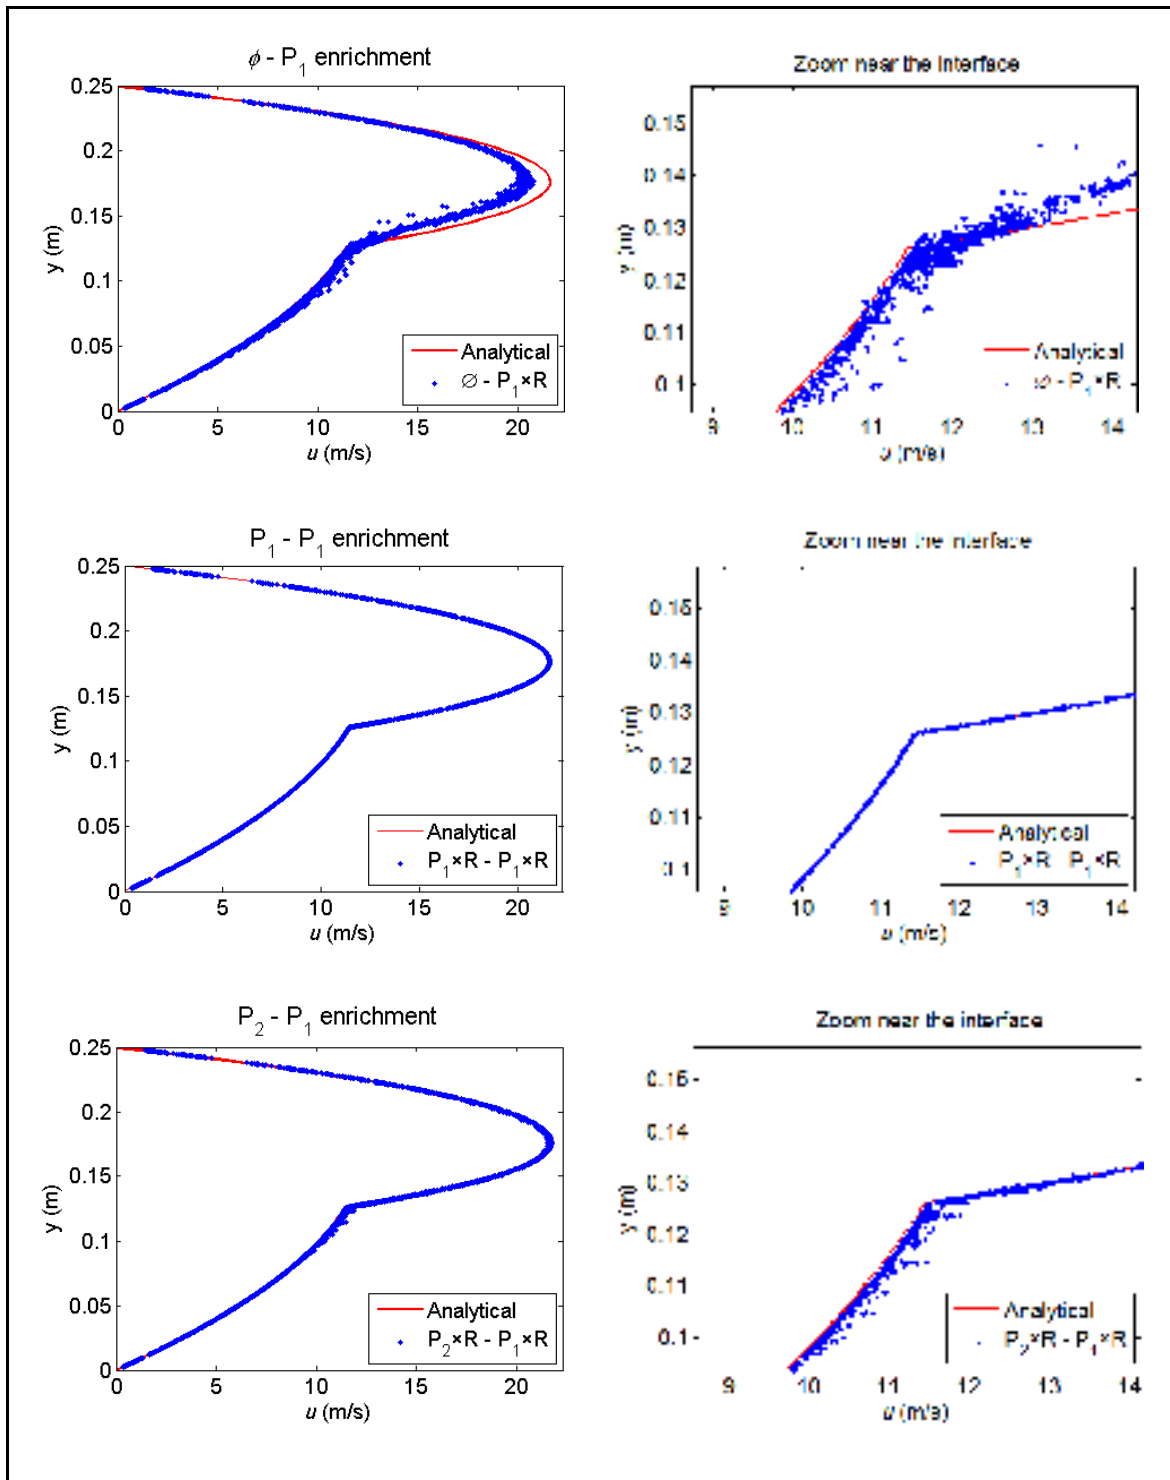 ϕ - P₁ enrichment
0.25
0.2
0.15
0.1
0.05
0
0 5 10 15 20
y (m)
u (m/s)
Analytical
∅ - P₁×R
Zoom near the interface
0.15
0.14
0.13
0.12
0.11
0.1
9 10 11 12 13 14
y (m)
u (m/s)
Analytical
∅ - P₁×R
P₁ - P₁ enrichment
0.25
0.2
0.15
0.1
0.05
0
0 5 10 15 20
y (m)
u (m/s)
Analytical
P₁×R - P₁×R
Zoom near the interface
0.15
0.14
0.13
0.12
0.11
0.1
9 10 11 12 13 14
y (m)
u (m/s)
Analytical
P₁×R P₁×R
P₂ - P₁ enrichment
0.25
0.2
0.15
0.1
0.05
0
0 5 10 15 20
y (m)
u (m/s)
Analytical
P₂×R - P₁×R
Zoom near the interface
0.15
0.14
0.13
0.12
0.11
0.1
9 10 11 12 13 14
y (m)
u (m/s)
Analytical
P₂×R - P₁×R